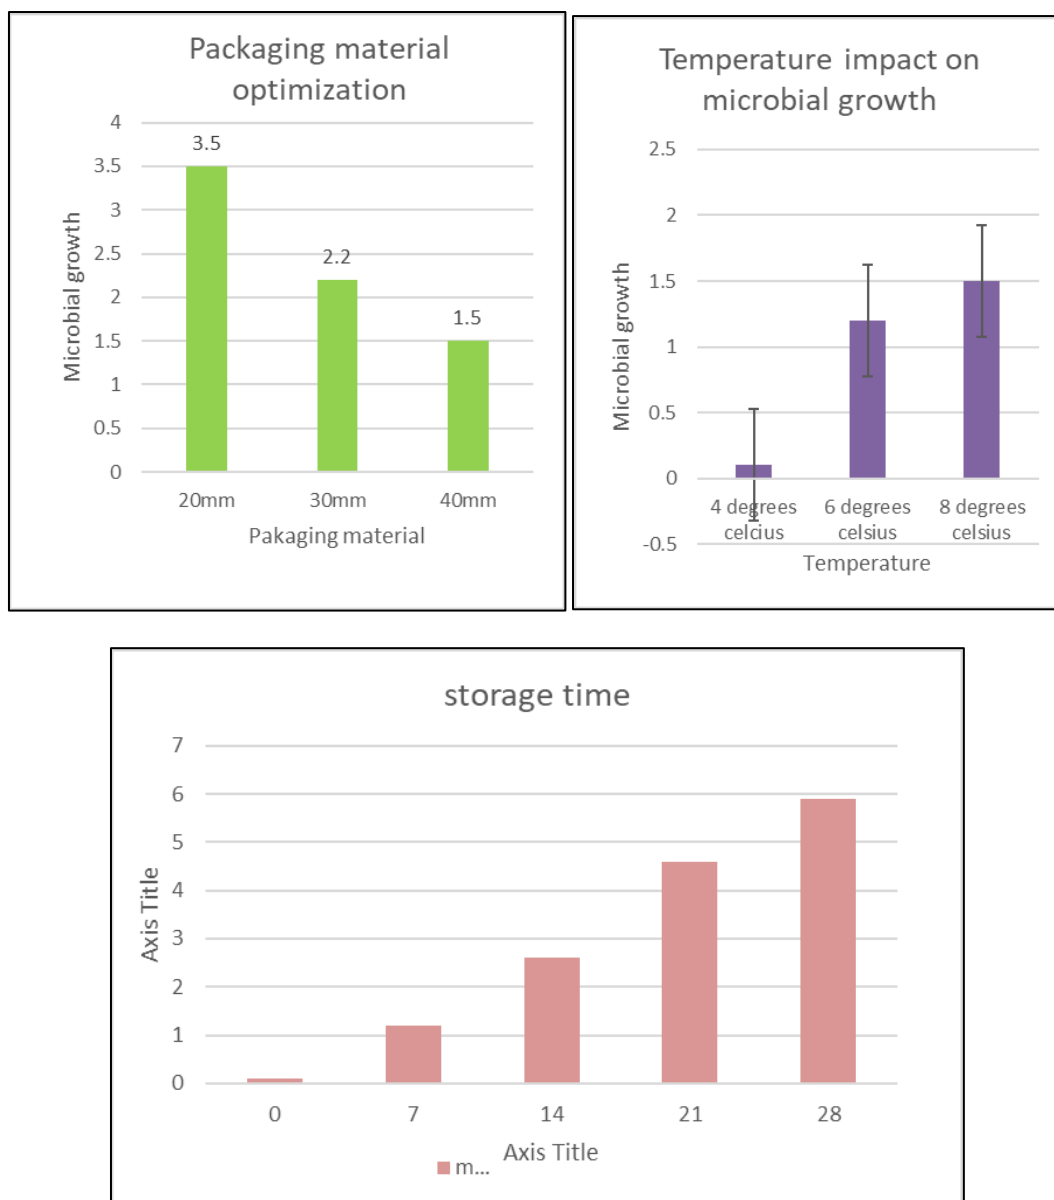 Packaging material
optimization
4
3.5
3
2.5
2
1.5
1
0.5
0
3.5
2.2
1.5
20mm 30mm 40mm
Microbial growth
Pakaging material
Temperature impact on
microbial growth
2.5
2
1.5
1
0.5
0
-0.5
4 degrees 6 degrees 8 degrees
celcius celsius celsius
Microbial growth
Temperature
storage time
7
6
5
4
3
2
1
0
0 7 14 21 28
Axis Title
Axis Title
m...